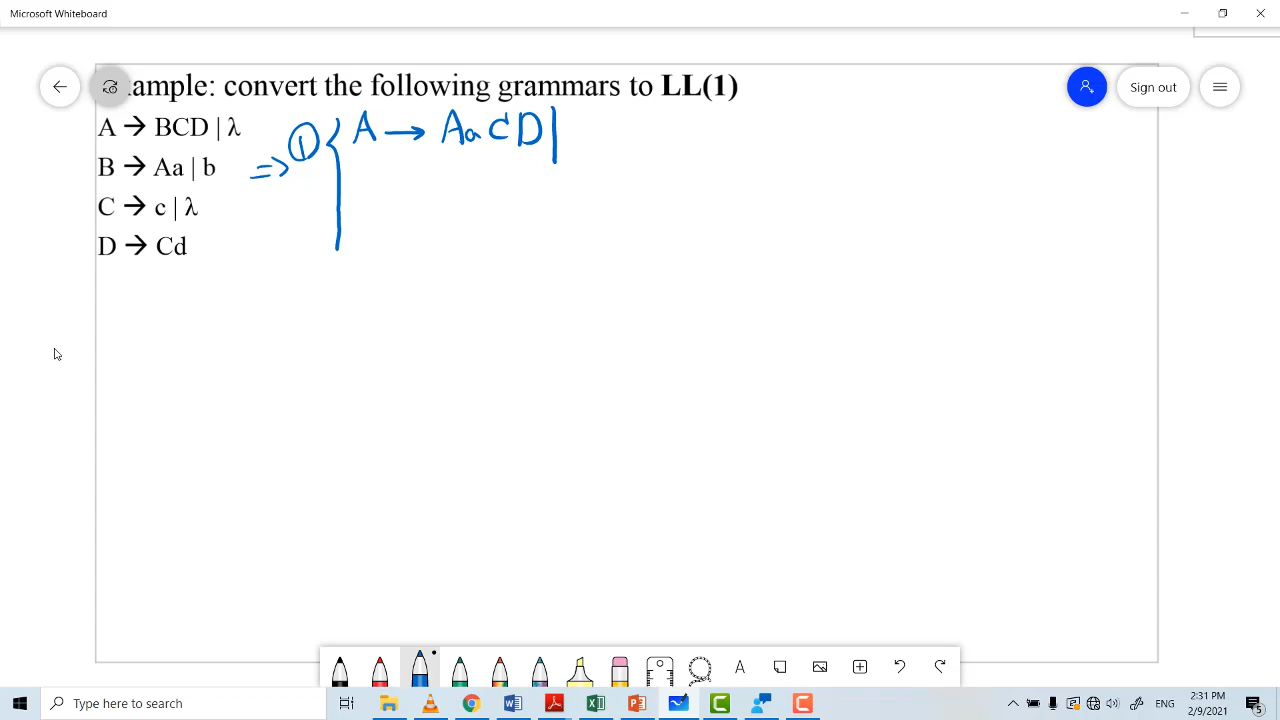 Microsoft Whiteboard
ample: convert the following grammars to LL(1)
Sign out
A → BCD | λ
B → Aa | b
C → c | λ
D → Cd
⇒ ① { A → AaCD |
A
Type here to search
ENG
2:31 PM
2/9/2021
5